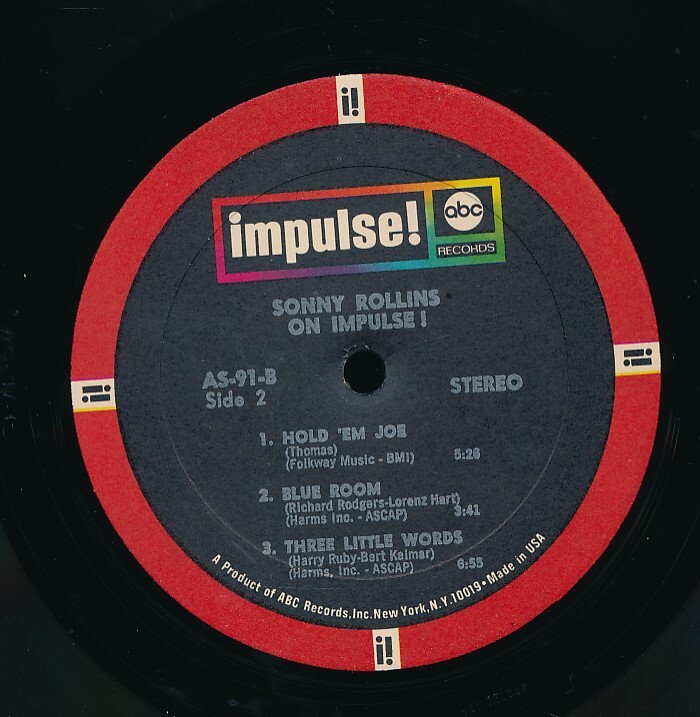 i!
impulse!
abc
RECORDS
SONNY ROLLINS
ON IMPULSE!
AS-91-B
Side 2
STEREO
1. HOLD 'EM JOE
(Thomas)
(Folkway Music - BMI) 5:26
2. BLUE ROOM
(Richard Rodgers-Lorenz Hart)
(Harms Inc. - ASCAP) 3:41
3. THREE LITTLE WORDS
(Harry Ruby-Bert Kalmar)
(Harms, Inc. - ASCAP) 6:55
A Product of ABC Records, Inc. New York, N.Y. 10019 • Made in USA
i!
i!
i!